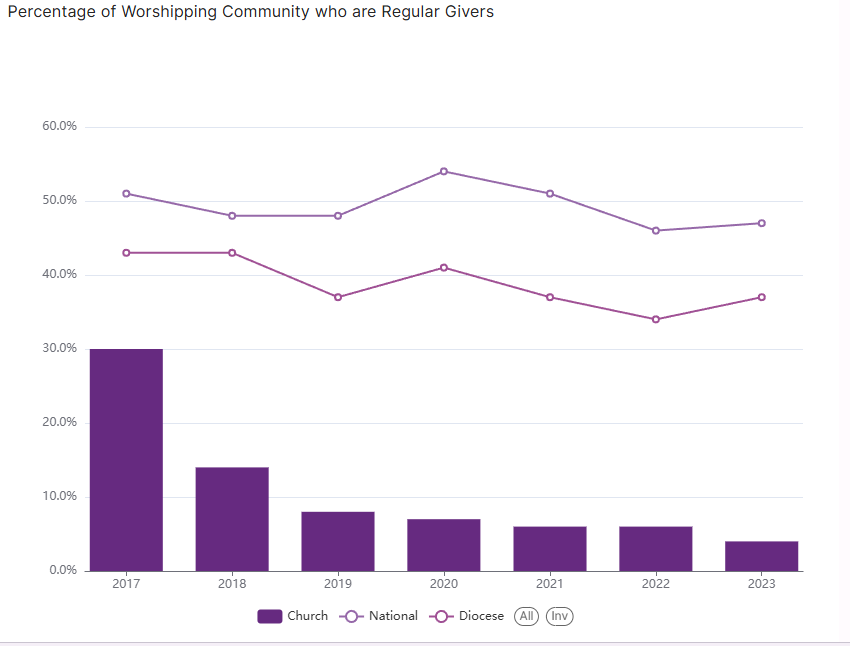 Percentage of Worshipping Community who are Regular Givers
60.0%
50.0%
40.0%
30.0%
20.0%
10.0%
0.0%
2017 2018 2019 2020 2021 2022 2023
Church National Diocese All Inv